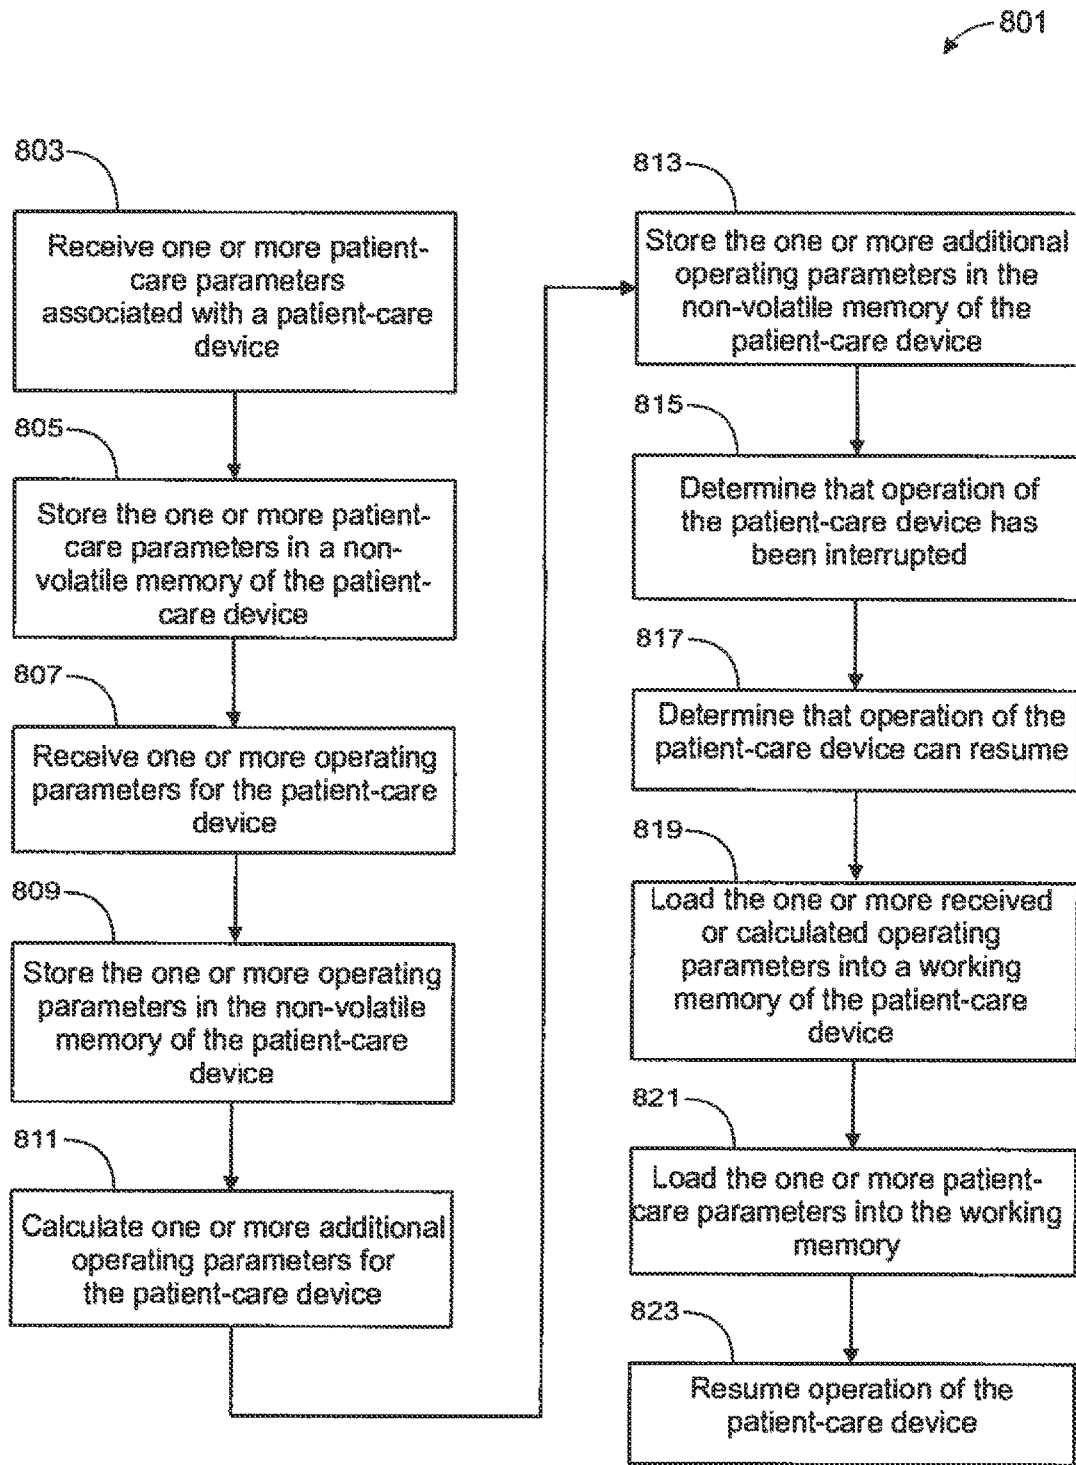 801
803
Receive one or more patient-
care parameters
associated with a patient-care
device
805
Store the one or more patient-
care parameters in a non-
volatile memory of the patient-
care device
807
Receive one or more operating
parameters for the patient-care
device
809
Store the one or more operating
parameters in the non-volatile
memory of the patient-care
device
811
Calculate one or more additional
operating parameters for
the patient-care device
813
Store the one or more additional
operating parameters in the
non-volatile memory of the
patient-care device
815
Determine that operation of
the patient-care device has
been interrupted
817
Determine that operation of the
patient-care device can resume
819
Load the one or more received
or calculated operating
parameters into a working
memory of the patient-care
device
821
Load the one or more patient-
care parameters into the working
memory
823
Resume operation of the
patient-care device